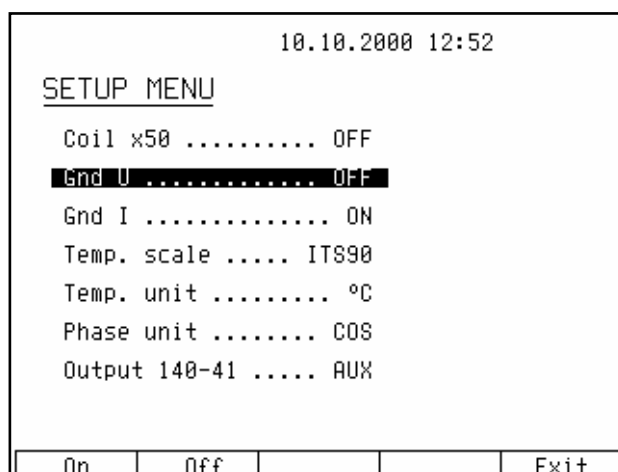 10.10.2000 12:52
SETUP MENU
Coil x50 .......... OFF
Gnd U .............. OFF
Gnd I .............. ON
Temp. scale ..... ITS90
Temp. unit ......... ºC
Phase unit ........ COS
Output 140-41 ..... AUX
On Off Exit